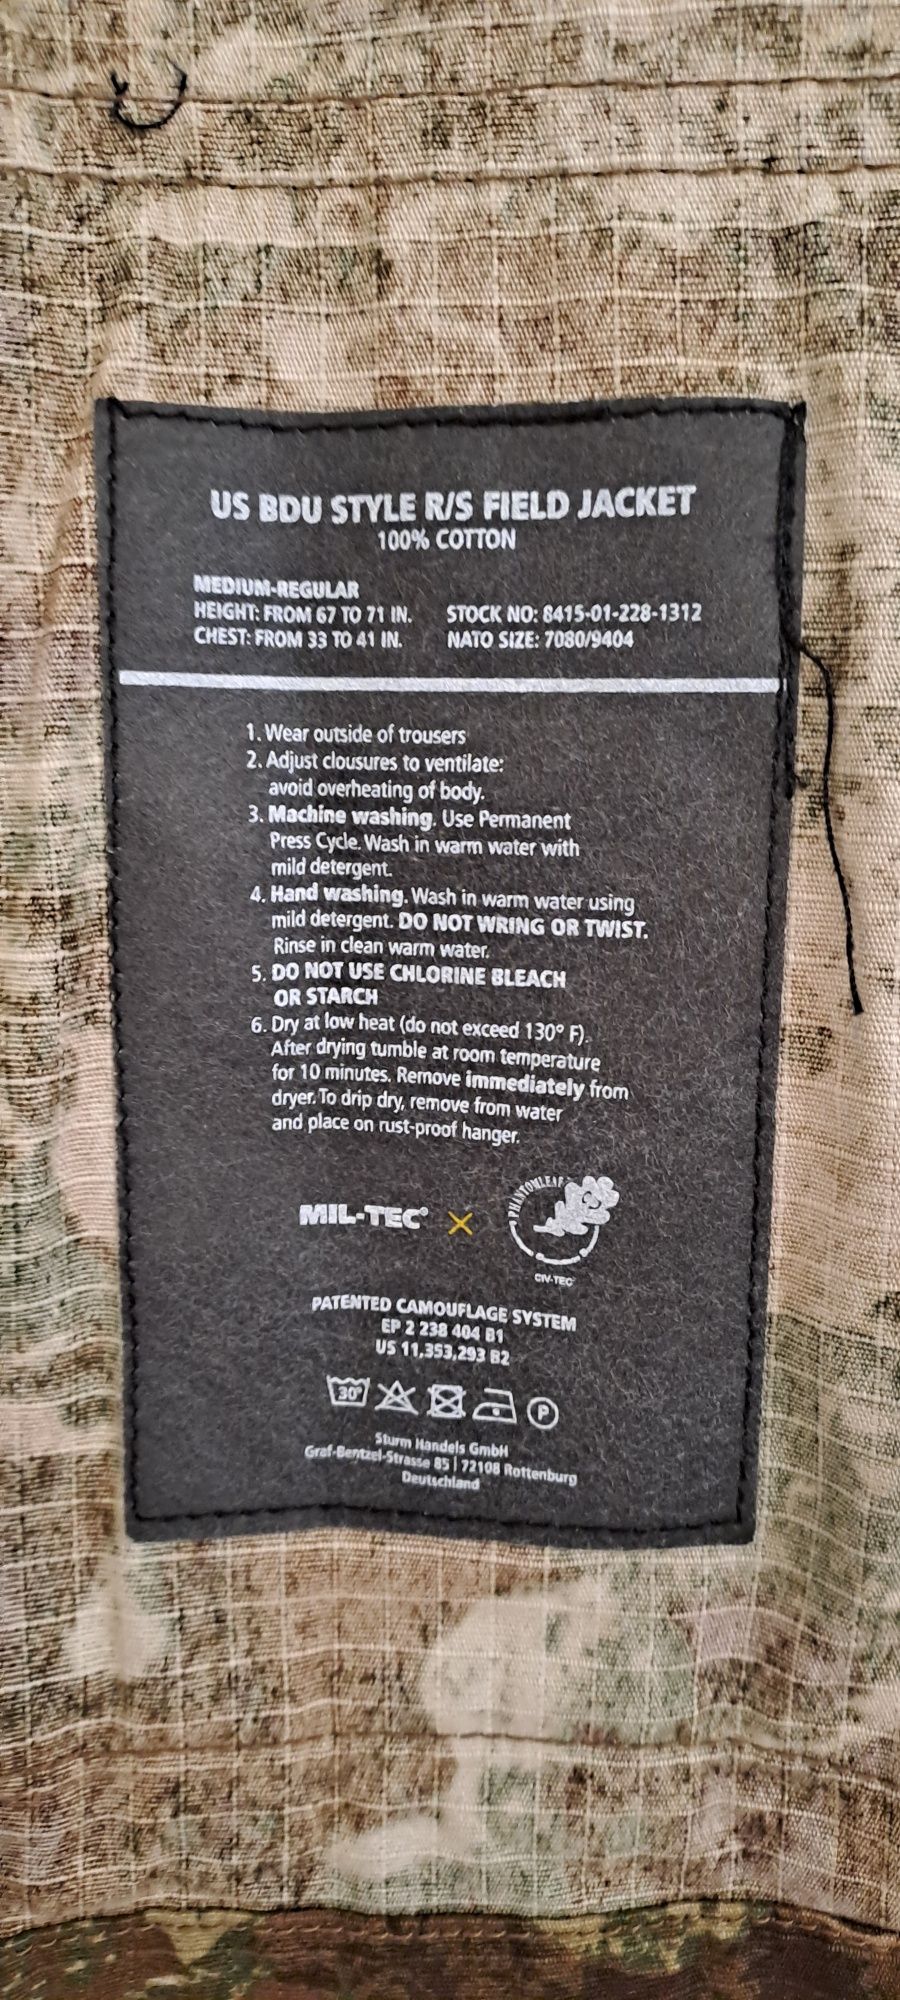 US BDU STYLE R/S FIELD JACKET
100% COTTON
MEDIUM-REGULAR
HEIGHT: FROM 67 TO 71 IN. STOCK NO: 8415-01-228-1312
CHEST: FROM 33 TO 41 IN. NATO SIZE: 7080/9404
1. Wear outside of trousers
2. Adjust clousures to ventilate:
avoid overheating of body.
3. Machine washing. Use Permanent
Press Cycle. Wash in warm water with
mild detergent.
4. Hand washing. Wash in warm water using
mild detergent. DO NOT WRING OR TWIST.
Rinse in clean warm water.
5. DO NOT USE CHLORINE BLEACH
OR STARCH
6. Dry at low heat (do not exceed 130° F).
After drying tumble at room temperature
for 10 minutes. Remove immediately from
dryer. To drip dry, remove from water
and place on rust-proof hanger.
MIL-TEC® X PHANTOMLEAF
CIV-TEC
PATENTED CAMOUFLAGE SYSTEM
EP 2 238 404 B1
US 11,353,293 B2
30° P
Sturm Handels GmbH
Graf-Bentzel-Strasse 85 | 72108 Rottenburg
Deutschland